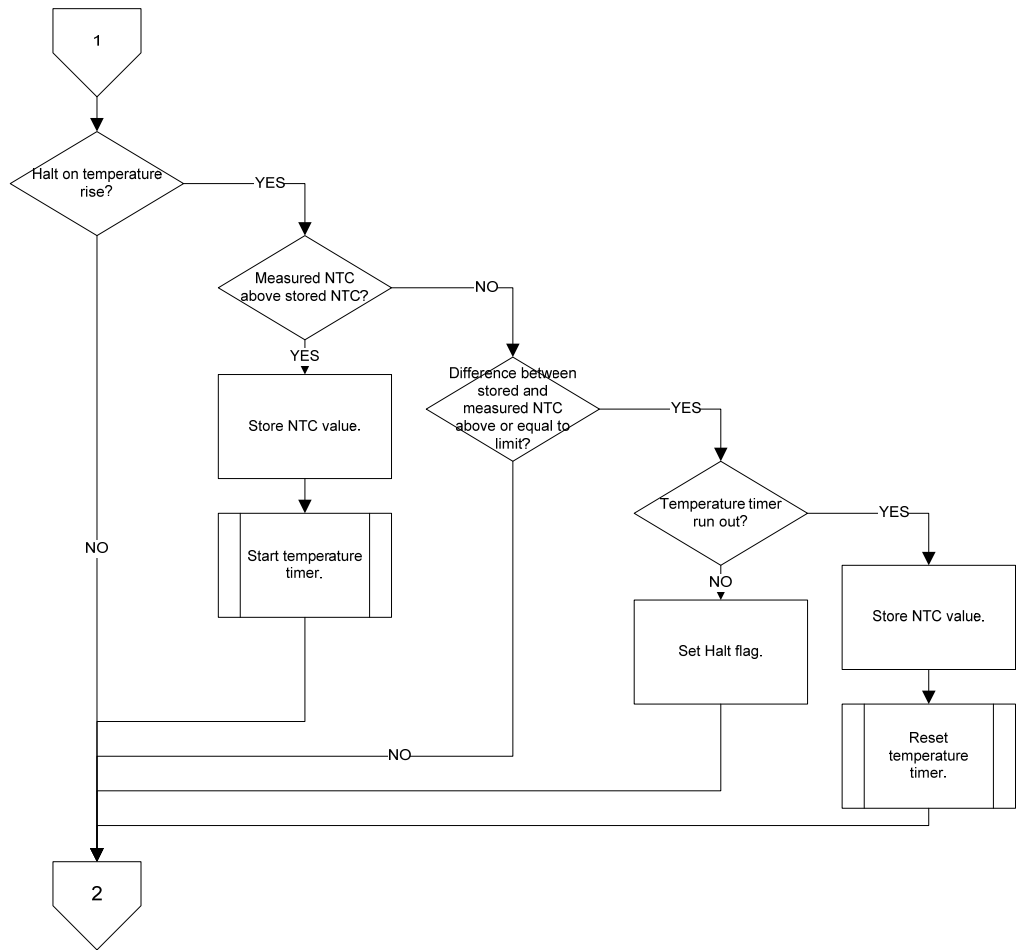 1
Halt on temperature
rise?
YES
Measured NTC
above stored NTC?
NO
YES
Difference between
stored and
measured NTC
above or equal to
limit?
YES
Store NTC value.
Temperature timer
run out?
YES
NO
Start temperature
timer.
NO
Store NTC value.
Set Halt flag.
Reset
temperature
timer.
NO
2